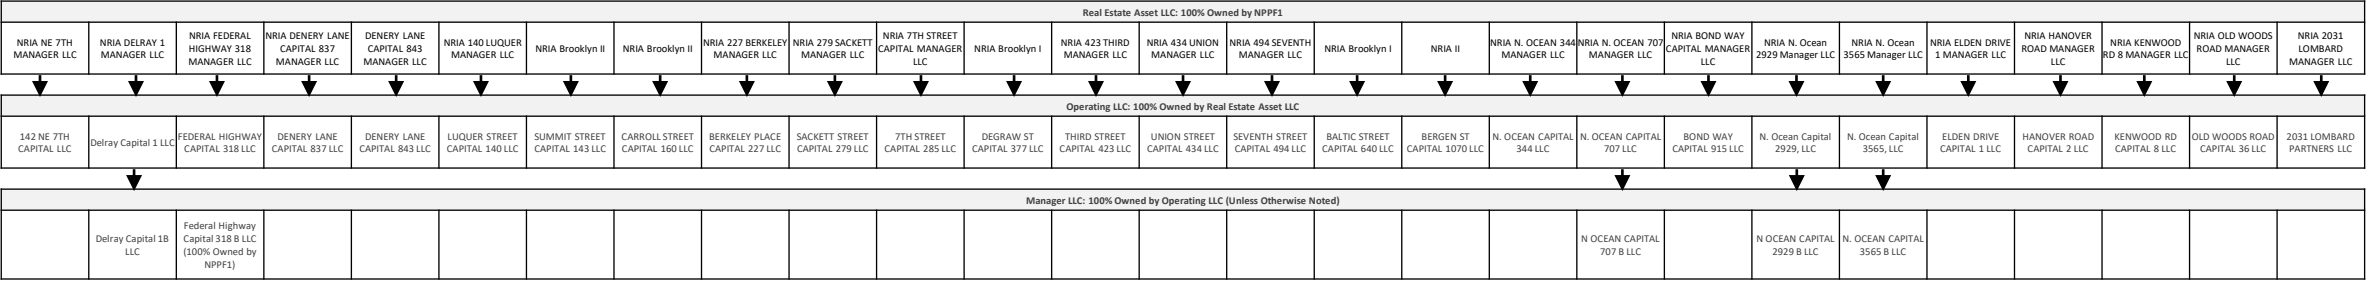 Real Estate Asset LLC: 100% Owned by NPPF1
NRIA NE 7TH
MANAGER LLC
NRIA DELRAY 1
MANAGER LLC
NRIA FEDERAL
HIGHWAY 318
MANAGER LLC
NRIA DENERY LANE
CAPITAL 837
MANAGER LLC
DENERY LANE
CAPITAL 843
MANAGER LLC
NRIA 140 LUQUER
MANAGER LLC
NRIA Brooklyn II
NRIA Brooklyn II
NRIA 227 BERKELEY
MANAGER LLC
NRIA 279 SACKETT
MANAGER LLC
NRIA 7TH STREET
CAPITAL MANAGER
LLC
NRIA Brooklyn I
NRIA 423 THIRD
MANAGER LLC
NRIA 434 UNION
MANAGER LLC
NRIA 494 SEVENTH
MANAGER LLC
NRIA Brooklyn I
NRIA II
NRIA N. OCEAN 344
MANAGER LLC
NRIA N. OCEAN 707
MANAGER LLC
NRIA BOND WAY
CAPITAL MANAGER
LLC
NRIA N. Ocean
2929 Manager LLC
NRIA N. Ocean
3565 Manager LLC
NRIA ELDEN DRIVE
1 MANAGER LLC
NRIA HANOVER
ROAD MANAGER
LLC
NRIA KENWOOD
RD 8 MANAGER LLC
NRIA OLD WOODS
ROAD MANAGER
LLC
NRIA 2031
LOMBARD
MANAGER LLC
Operating LLC: 100% Owned by Real Estate Asset LLC
142 NE 7TH
CAPITAL LLC
Delray Capital 1 LLC
FEDERAL HIGHWAY
CAPITAL 318 LLC
DENERY LANE
CAPITAL 837 LLC
DENERY LANE
CAPITAL 843 LLC
LUQUER STREET
CAPITAL 140 LLC
SUMMIT STREET
CAPITAL 143 LLC
CARROLL STREET
CAPITAL 160 LLC
BERKELEY PLACE
CAPITAL 227 LLC
SACKETT STREET
CAPITAL 279 LLC
7TH STREET
CAPITAL 285 LLC
DEGRAW ST
CAPITAL 377 LLC
THIRD STREET
CAPITAL 423 LLC
UNION STREET
CAPITAL 434 LLC
SEVENTH STREET
CAPITAL 494 LLC
BALTIC STREET
CAPITAL 640 LLC
BERGEN ST
CAPITAL 1070 LLC
N. OCEAN CAPITAL
344 LLC
N. OCEAN CAPITAL
707 LLC
BOND WAY
CAPITAL 915 LLC
N. Ocean Capital
2929, LLC
N. Ocean Capital
3565, LLC
ELDEN DRIVE
CAPITAL 1 LLC
HANOVER ROAD
CAPITAL 2 LLC
KENWOOD RD
CAPITAL 8 LLC
OLD WOODS ROAD
CAPITAL 36 LLC
2031 LOMBARD
PARTNERS LLC
Manager LLC: 100% Owned by Operating LLC (Unless Otherwise Noted)
Delray Capital 1B
LLC
Federal Highway
Capital 318 B LLC
(100% Owned by
NPPF1)
N OCEAN CAPITAL
707 B LLC
N OCEAN CAPITAL
2929 B LLC
N. OCEAN CAPITAL
3565 B LLC